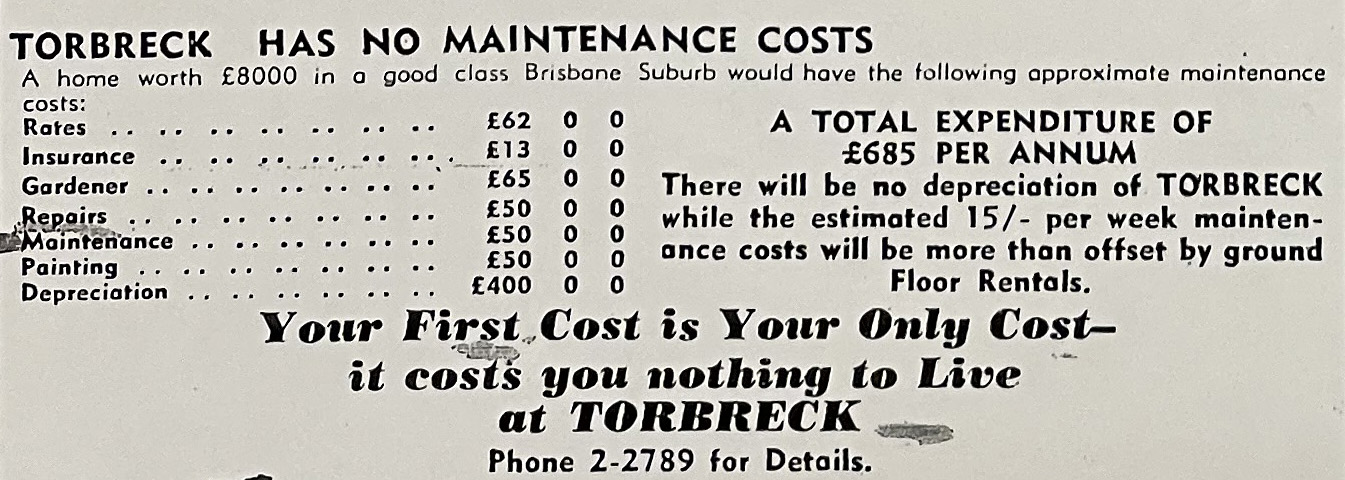 TORBRECK HAS NO MAINTENANCE COSTS
A home worth £8000 in a good class Brisbane Suburb would have the following approximate maintenance
costs:
Rates .. .. .. .. .. .. .. .. £62 0 0
Insurance .. .. .. .. .. .. .. £13 0 0
Gardener .. .. .. .. .. .. .. £65 0 0
Repairs .. .. .. .. .. .. .. £50 0 0
Maintenance .. .. .. .. .. .. £50 0 0
Painting .. .. .. .. .. .. .. £50 0 0
Depreciation .. .. .. .. .. .. £400 0 0
A TOTAL EXPENDITURE OF
£685 PER ANNUM
There will be no depreciation of TORBRECK
while the estimated 15/- per week mainten-
ance costs will be more than offset by ground
Floor Rentals.
Your First Cost is Your Only Cost—
it costs you nothing to Live
at TORBRECK
Phone 2-2789 for Details.